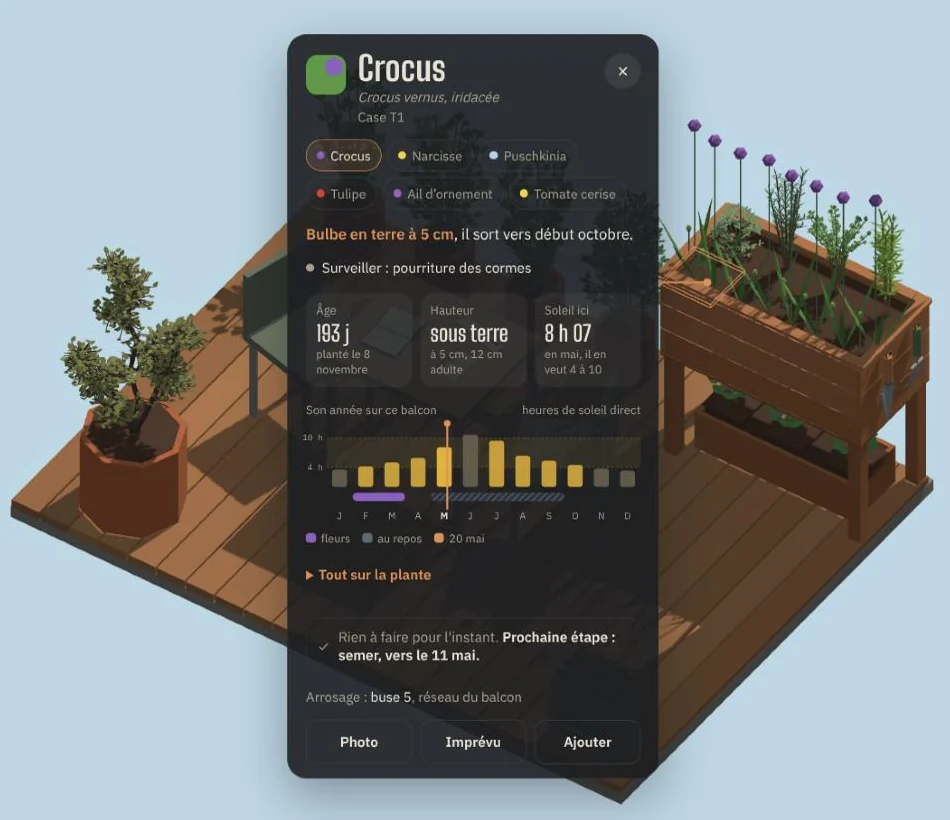 Crocus
×
Crocus vernus, iridacée
Case T1
Crocus
Narcisse
Puschkinia
Tulipe
Ail d'ornement
Tomate cerise
Bulbe en terre à 5 cm, il sort vers début octobre.
Surveiller : pourriture des cormes
Âge
193 j
planté le 8
novembre
Hauteur
sous terre
à 5 cm, 12 cm
adulte
Soleil ici
8 h 07
en mai, il en
veut 4 à 10
Son année sur ce balcon
heures de soleil direct
10 h
4 h
J F M A M J J A S O N D
fleurs
au repos
20 mai
Tout sur la plante
Rien à faire pour l'instant. Prochaine étape :
semer, vers le 11 mai.
Arrosage : buse 5, réseau du balcon
Photo
Imprévu
Ajouter